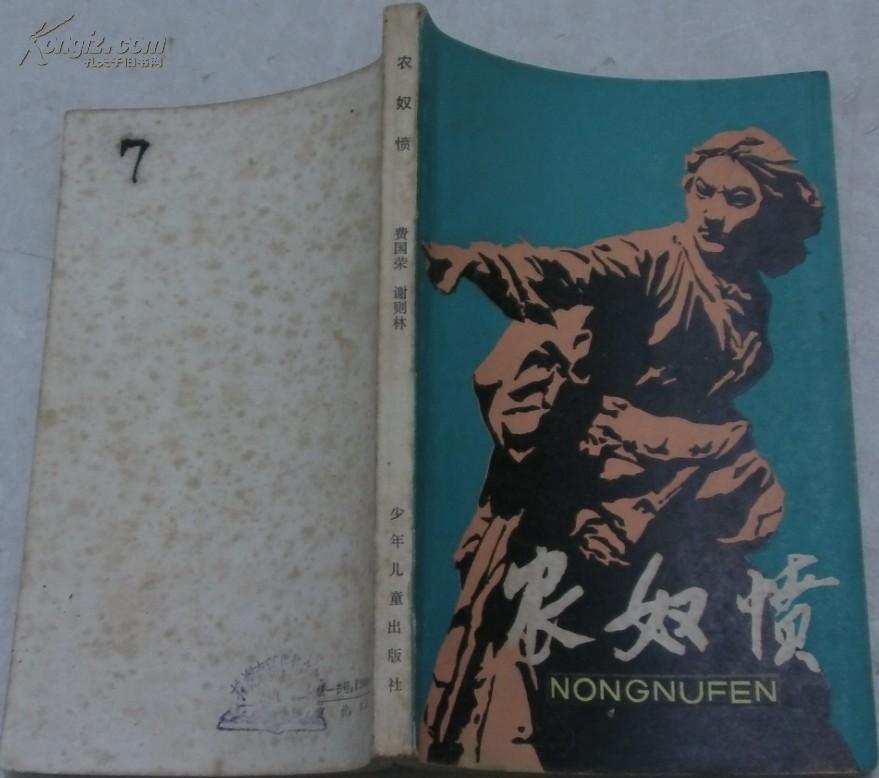 Kongfz.com
孔夫子旧书网
7
农奴愤
费国荣 谢则林
少年儿童出版社
农奴愤
NONGNUFEN